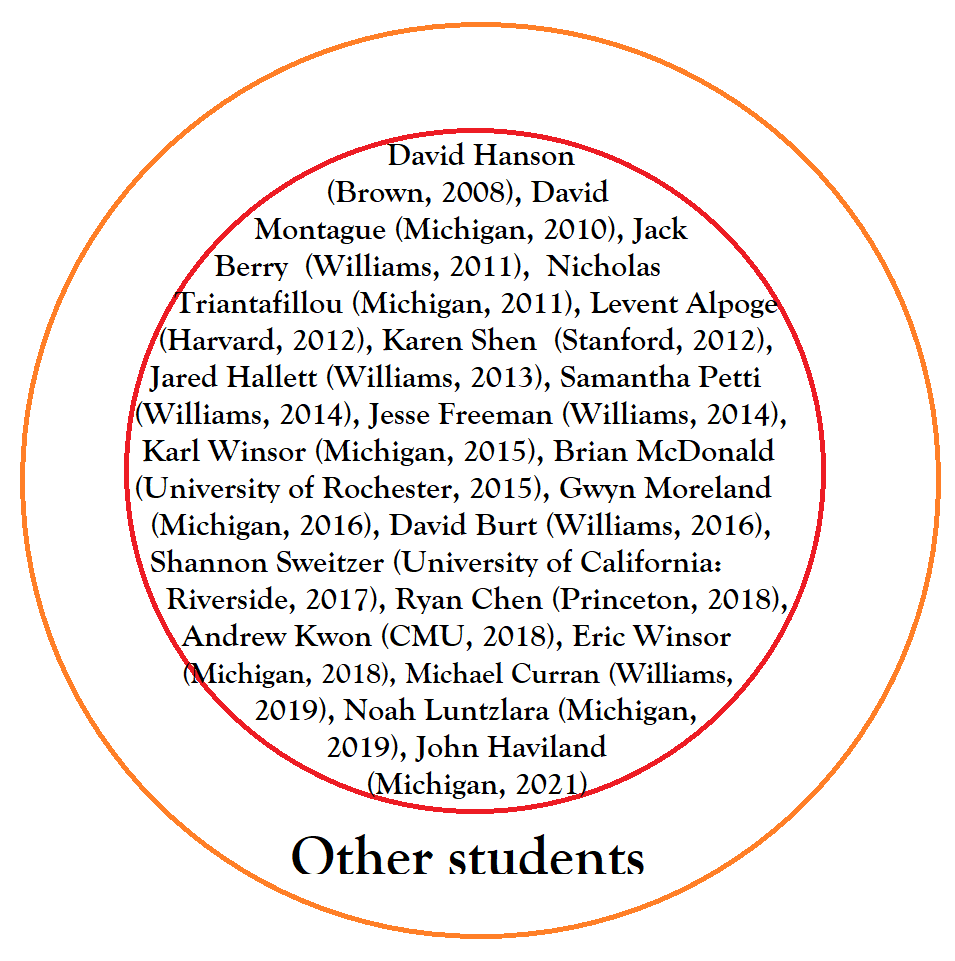 David Hanson
(Brown, 2008), David
Montague (Michigan, 2010), Jack
Berry (Williams, 2011), Nicholas
Triantafillou (Michigan, 2011), Levent Alpoge
(Harvard, 2012), Karen Shen (Stanford, 2012),
Jared Hallett (Williams, 2013), Samantha Petti
(Williams, 2014), Jesse Freeman (Williams, 2014),
Karl Winsor (Michigan, 2015), Brian McDonald
(University of Rochester, 2015), Gwyn Moreland
(Michigan, 2016), David Burt (Williams, 2016),
Shannon Sweitzer (University of California:
Riverside, 2017), Ryan Chen (Princeton, 2018),
Andrew Kwon (CMU, 2018), Eric Winsor
(Michigan, 2018), Michael Curran (Williams,
2019), Noah Luntzlara (Michigan,
2019), John Haviland
(Michigan, 2021)
Other students